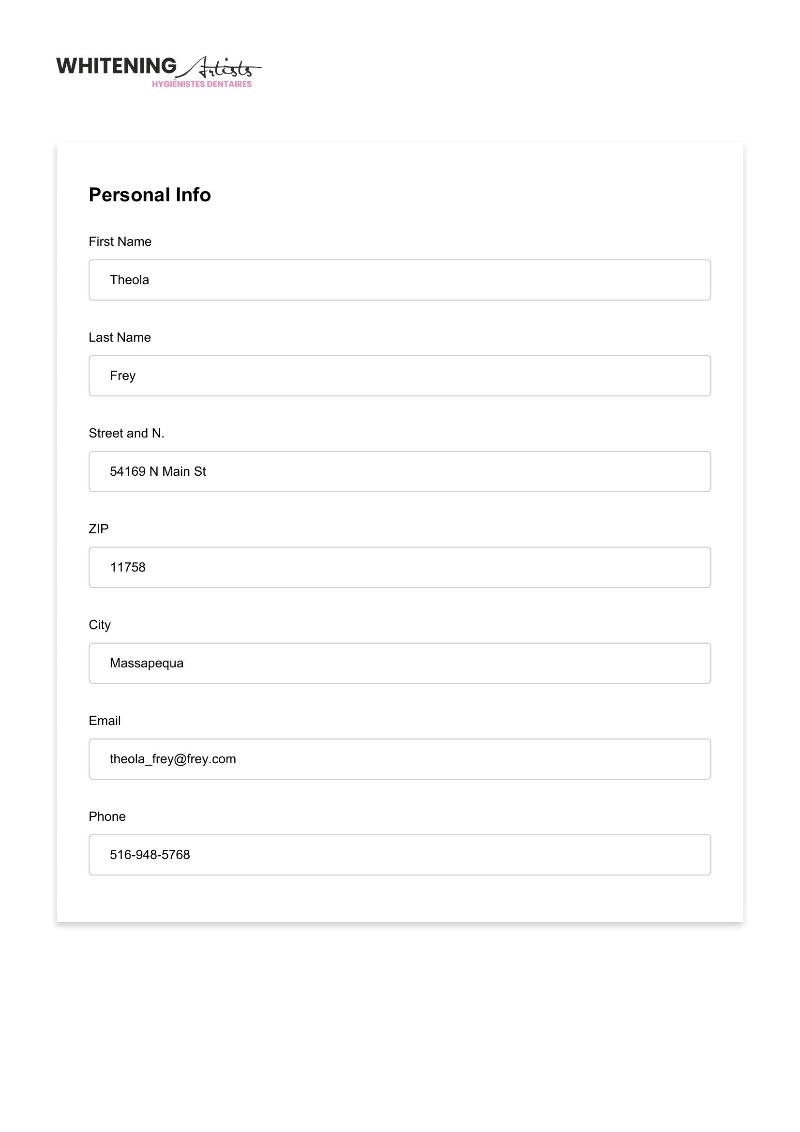 WHITENING Artists
HYGIÉNISTES DENTAIRES
Personal Info
First Name
Theola
Last Name
Frey
Street and N.
54169 N Main St
ZIP
11758
City
Massapequa
Email
theola_frey@frey.com
Phone
516-948-5768